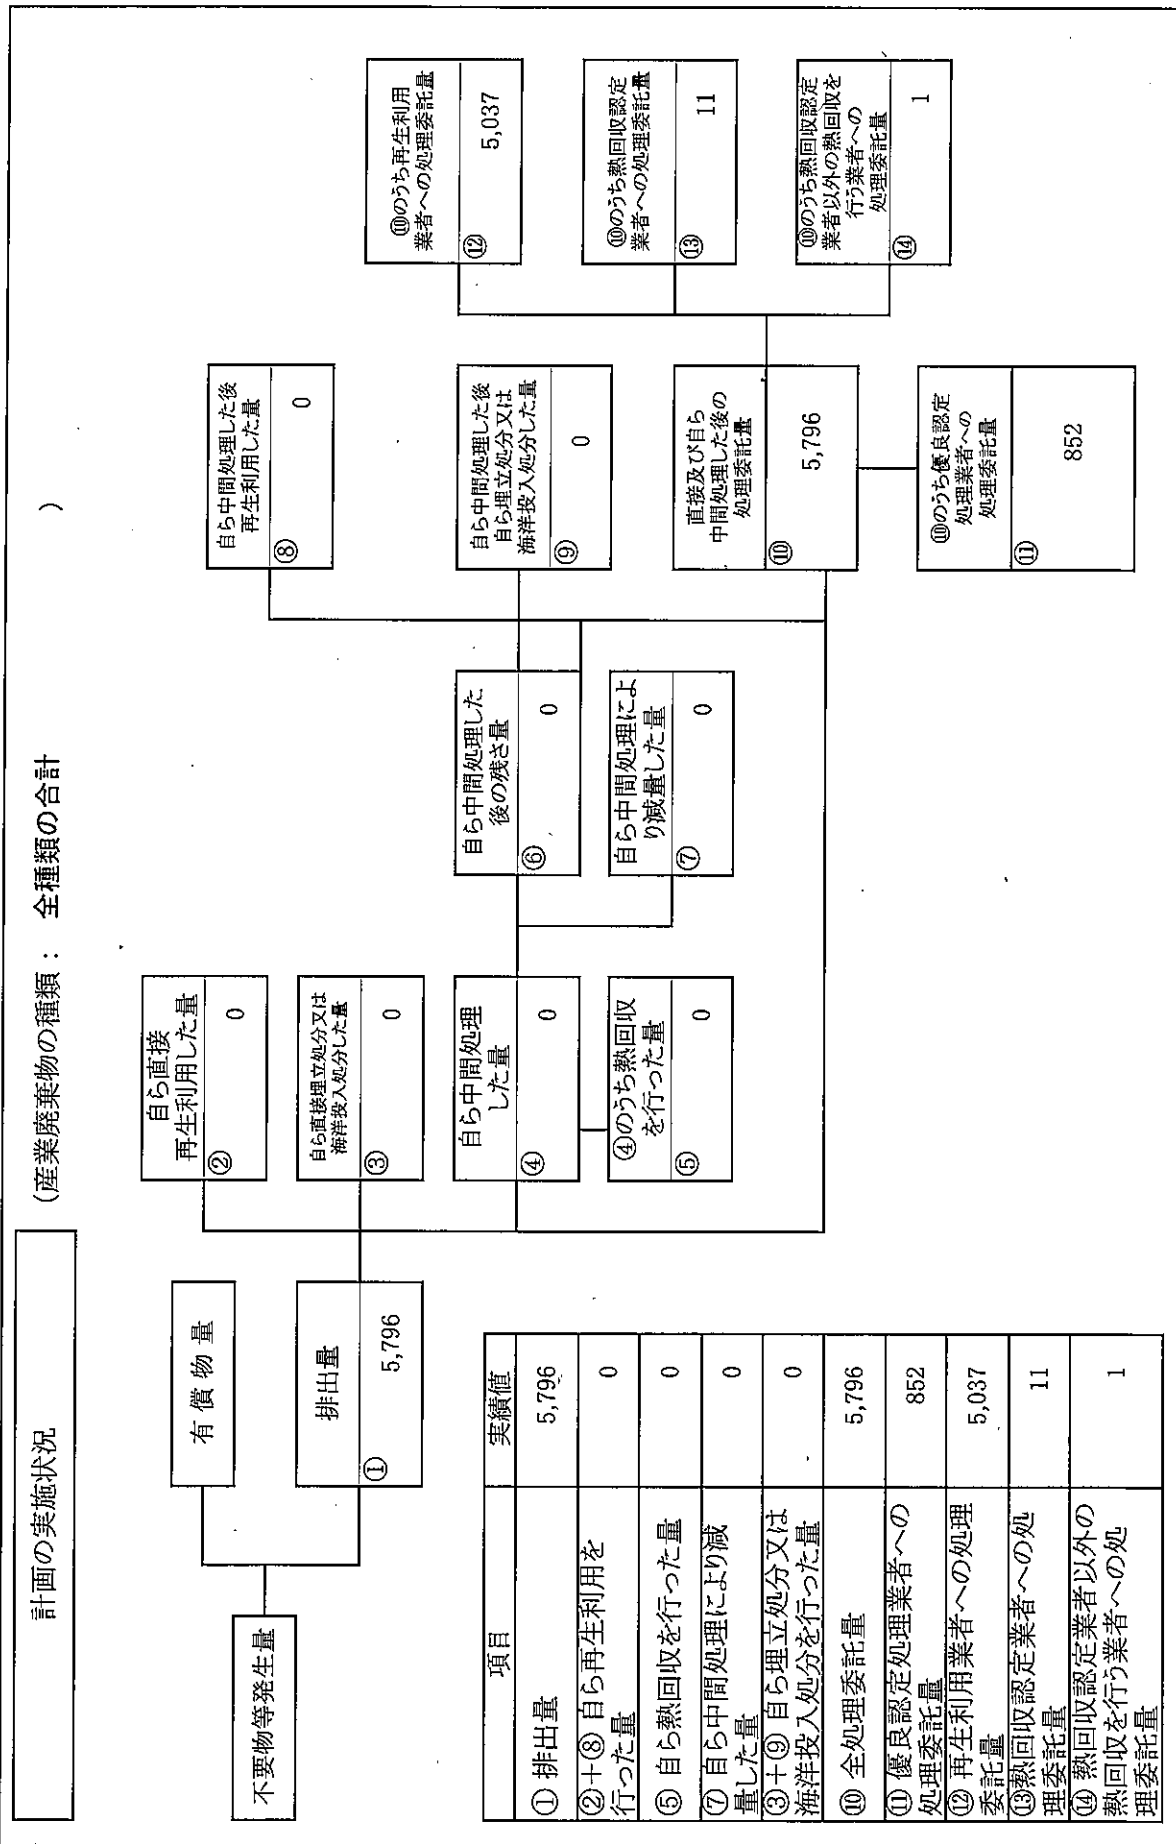 計画の実施状況
(産業廃棄物の種類： 全種類の合計 )
不要物等発生量
有償物量
排出量
① 5,796
自ら直接
再生利用した量
② 0
自ら直接埋立処分又は
海洋投入処分した量
③ 0
自ら中間処理
した量
④ 0
④のうち熱回収
を行った量
⑤ 0
自ら中間処理した
後の残さ量
⑥ 0
自ら中間処理によ
り減量した量
⑦ 0
自ら中間処理した後
再生利用した量
⑧ 0
自ら中間処理した後
自ら埋立処分又は
海洋投入処分した量
⑨ 0
直接及び自ら
中間処理した後の
処理委託量
⑩ 5,796
⑩のうち優良認定
処理業者への
処理委託量
⑪ 852
⑩のうち再生利用
業者への処理委託量
⑫ 5,037
⑩のうち熱回収認定
業者への処理委託量
⑬ 11
⑩のうち熱回収認定
業者以外の熱回収を
行う業者への
処理委託量
⑭ 1
項目 実績値
① 排出量 5,796
②＋⑧ 自ら再生利用を
行った量 0
⑤ 自ら熱回収を行った量 0
⑦ 自ら中間処理により減
量した量 0
③＋⑨ 自ら埋立処分又は
海洋投入処分を行った量 0
⑩ 全処理委託量 5,796
⑪ 優良認定処理業者への
処理委託量 852
⑫ 再生利用業者への処理
委託量 5,037
⑬熱回収認定業者への処
理委託量 11
⑭ 熱回収認定業者以外の
熱回収を行う業者への処
理委託量 1